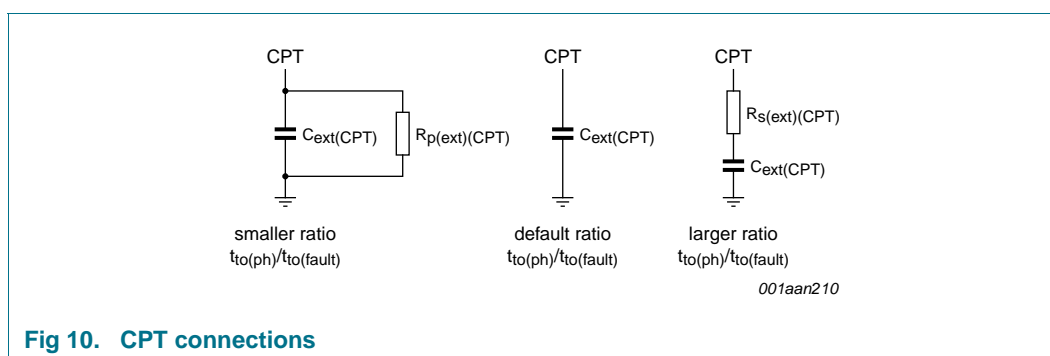 CPT
Cext(CPT)
Rp(ext)(CPT)
smaller ratio
tto(ph)/tto(fault)
CPT
Cext(CPT)
default ratio
tto(ph)/tto(fault)
CPT
Rs(ext)(CPT)
Cext(CPT)
larger ratio
tto(ph)/tto(fault)
001aan210
Fig 10. CPT connections